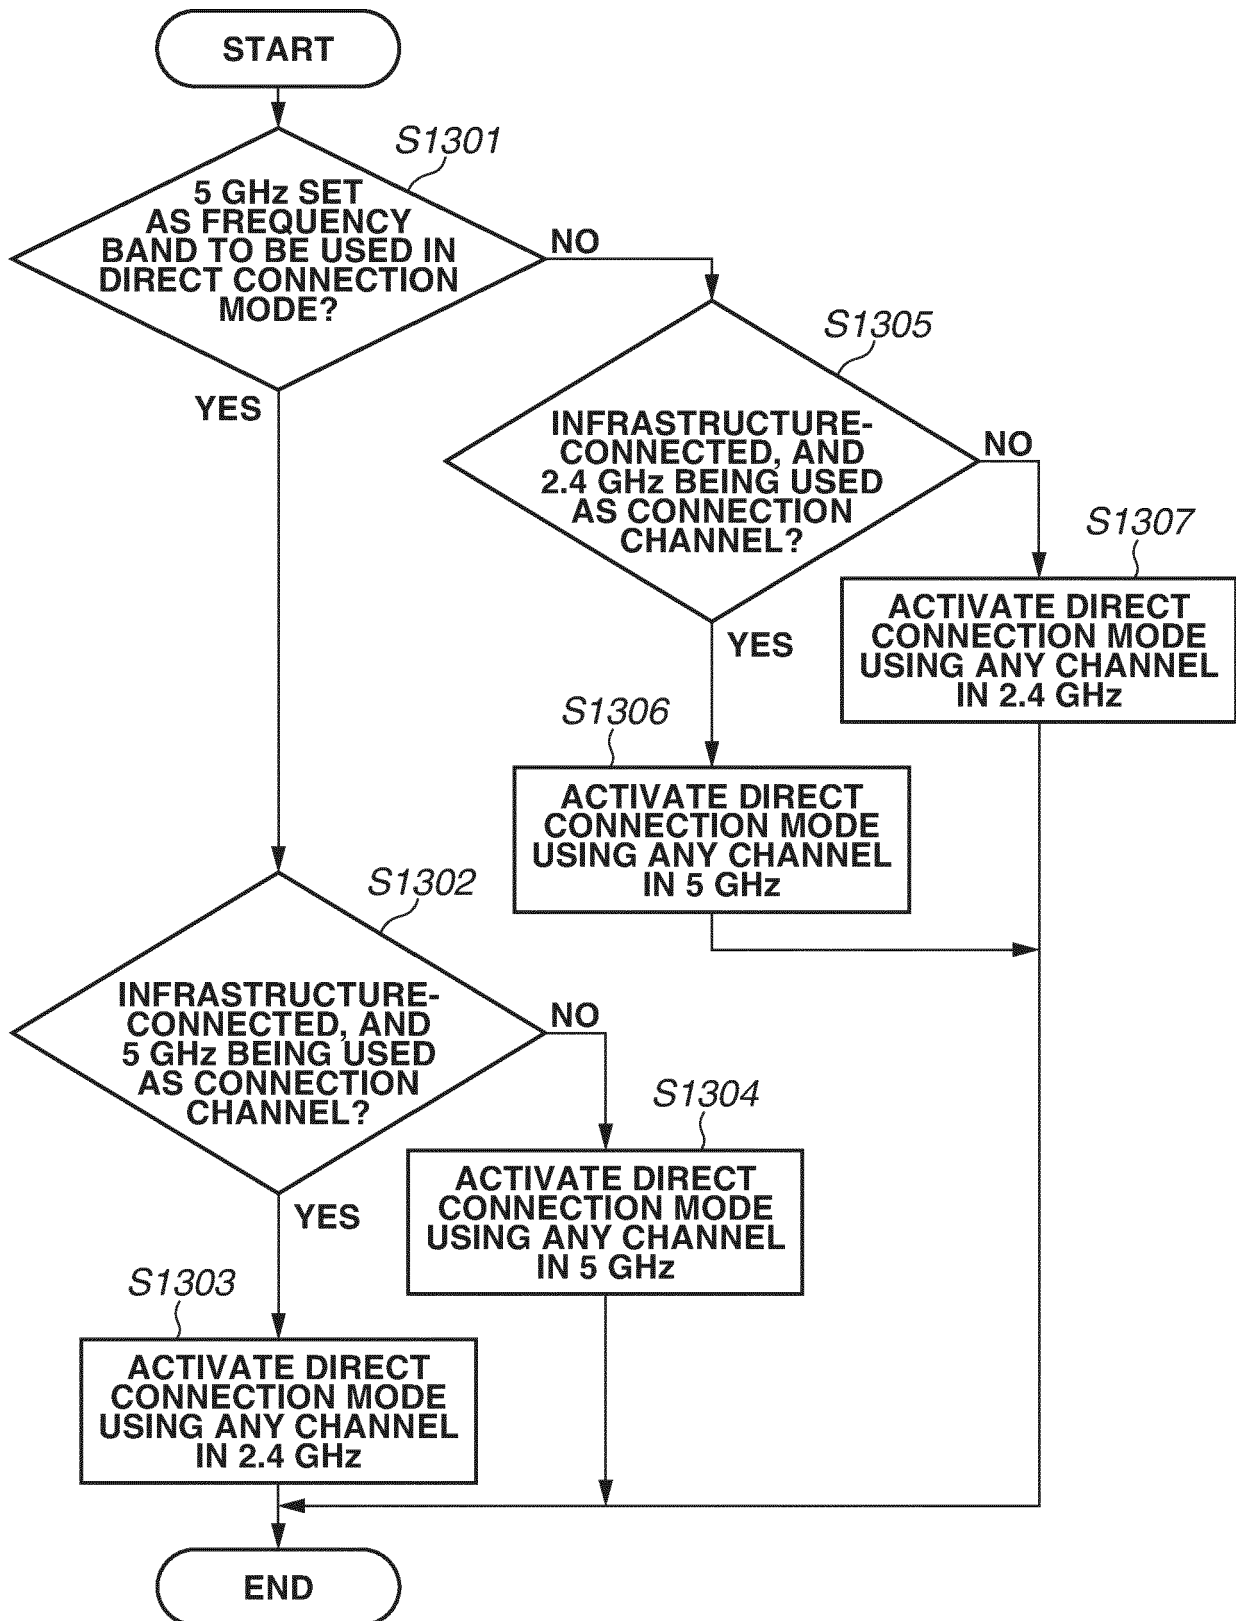 START
S1301
5 GHz SET
AS FREQUENCY
BAND TO BE USED IN
DIRECT CONNECTION
MODE?
NO
YES
S1305
INFRASTRUCTURE-
CONNECTED, AND
2.4 GHz BEING USED
AS CONNECTION
CHANNEL?
NO
YES
S1307
ACTIVATE DIRECT
CONNECTION MODE
USING ANY CHANNEL
IN 2.4 GHz
S1306
ACTIVATE DIRECT
CONNECTION MODE
USING ANY CHANNEL
IN 5 GHz
S1302
INFRASTRUCTURE-
CONNECTED, AND
5 GHz BEING USED
AS CONNECTION
CHANNEL?
NO
YES
S1304
ACTIVATE DIRECT
CONNECTION MODE
USING ANY CHANNEL
IN 5 GHz
S1303
ACTIVATE DIRECT
CONNECTION MODE
USING ANY CHANNEL
IN 2.4 GHz
END